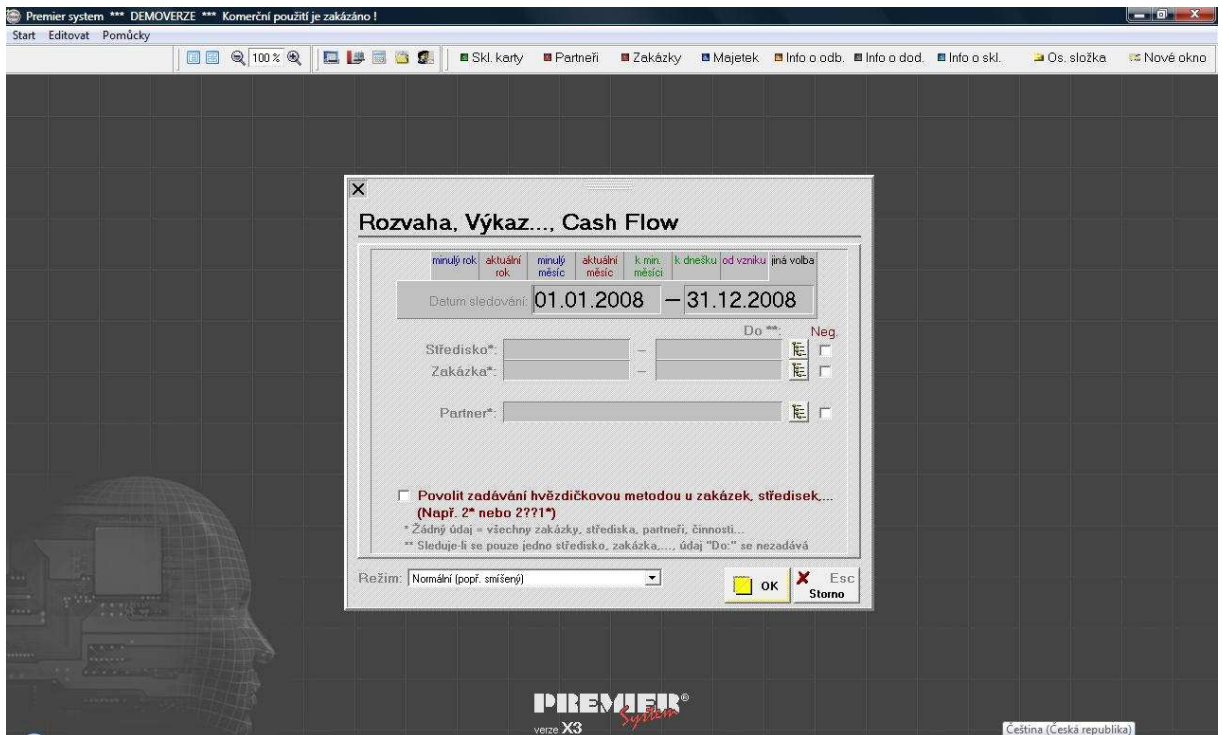 Premier system *** DEMOVERZE *** Komerční použití je zakázáno !
Start Editovat Pomůcky
100 % Skl. karty Partneři Zakázky Majetek Info o odb. Info o dod. Info o skl. Os. složka Nové okno
Rozvaha, Výkaz..., Cash Flow
minulý rok aktuální rok minulý měsíc aktuální měsíc k min. měsíci k dnešku od vzniku jiná volba
Datum sledování: 01.01.2008 – 31.12.2008
Do **: Neg.
Středisko*: –
Zakázka*: –
Partner*:
Povolit zadávání hvězdičkovou metodou u zakázek, středisek,...
(Např. 2* nebo 2??1*)
* Žádný údaj = všechny zakázky, střediska, partneři, činnosti...
** Sleduje-li se pouze jedno středisko, zakázka,..., údaj "Do:" se nezadává
Režim: Normální (popř. smíšený) OK Esc
Storno
PREMIER®
System
verze X3
Čeština (Česká republika)